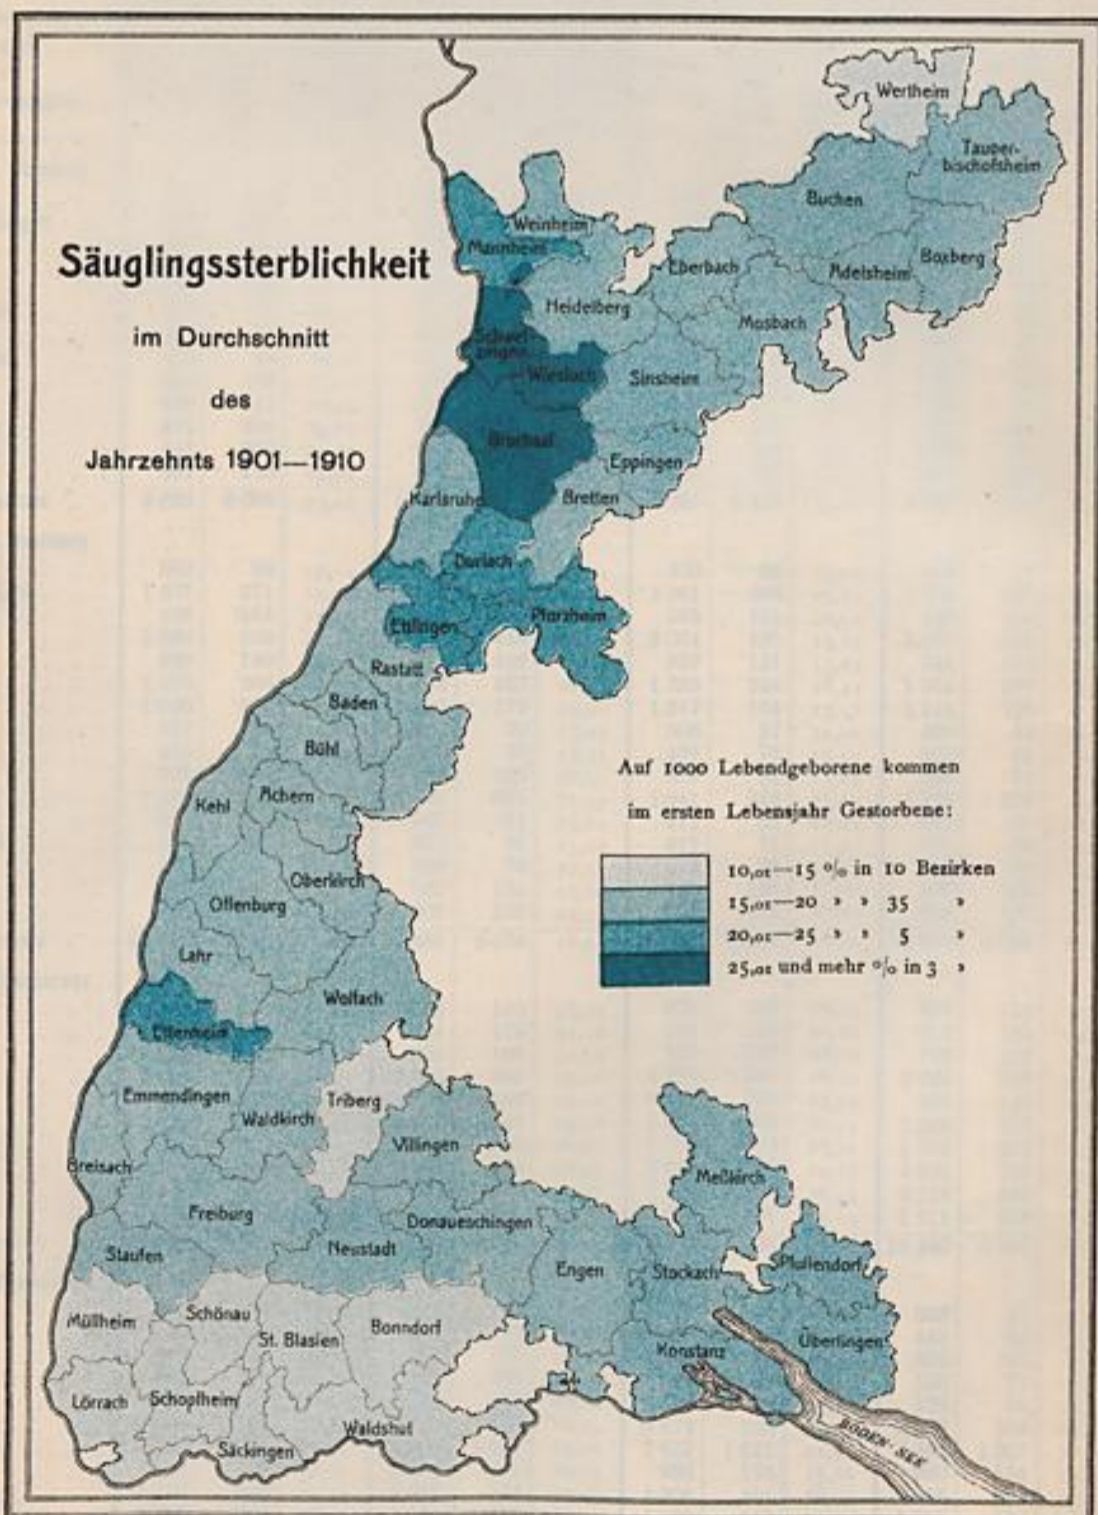 Säuglingssterblichkeit
im Durchschnitt
des
Jahrzehnts 1901—1910
Wertheim
Tauber-
bischofsheim
Buchen
Boxberg
Adelsheim
Weinheim
Mannheim
Eberbach
Heidelberg
Mosbach
Schwet-
zingen
Wiesloch
Sinsheim
Bruchsal
Eppingen
Karlsruhe
Bretten
Durlach
Ettlingen
Pforzheim
Rastatt
Baden
Bühl
Kehl
Achern
Oberkirch
Offenburg
Lahr
Wolfach
Ettenheim
Emmendingen
Triberg
Waldkirch
Villingen
Breisach
Freiburg
Donaueschingen
Neustadt
Staufen
Meßkirch
Engen
Stockach
Pfullendorf
Müllheim
Schönau
St. Blasien
Bonndorf
Konstanz
Überlingen
Lörrach
Schopfheim
Waldshut
Säckingen
BODEN-SEE
Auf 1000 Lebendgeborene kommen
im ersten Lebensjahr Gestorbene:
10,01—15 % in 10 Bezirken
15,01—20 » » 35 »
20,01—25 » » 5 »
25,01 und mehr % in 3 »